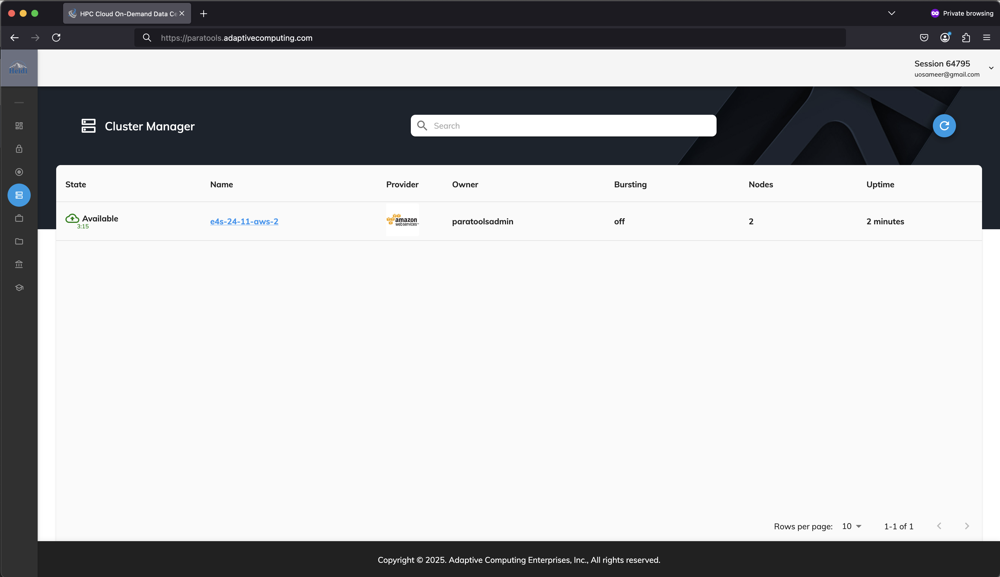 HPC Cloud On-Demand Data Ce
Private browsing
https://paratools.adaptivecomputing.com
Heidi
Session 64795
uosameer@gmail.com
Cluster Manager
Search
State Name Provider Owner Bursting Nodes Uptime
Available e4s-24-11-aws-2 amazon webservices™ paratoolsadmin off 2 2 minutes
3:15
Rows per page: 10 1-1 of 1
Copyright © 2025. Adaptive Computing Enterprises, Inc., All rights reserved.